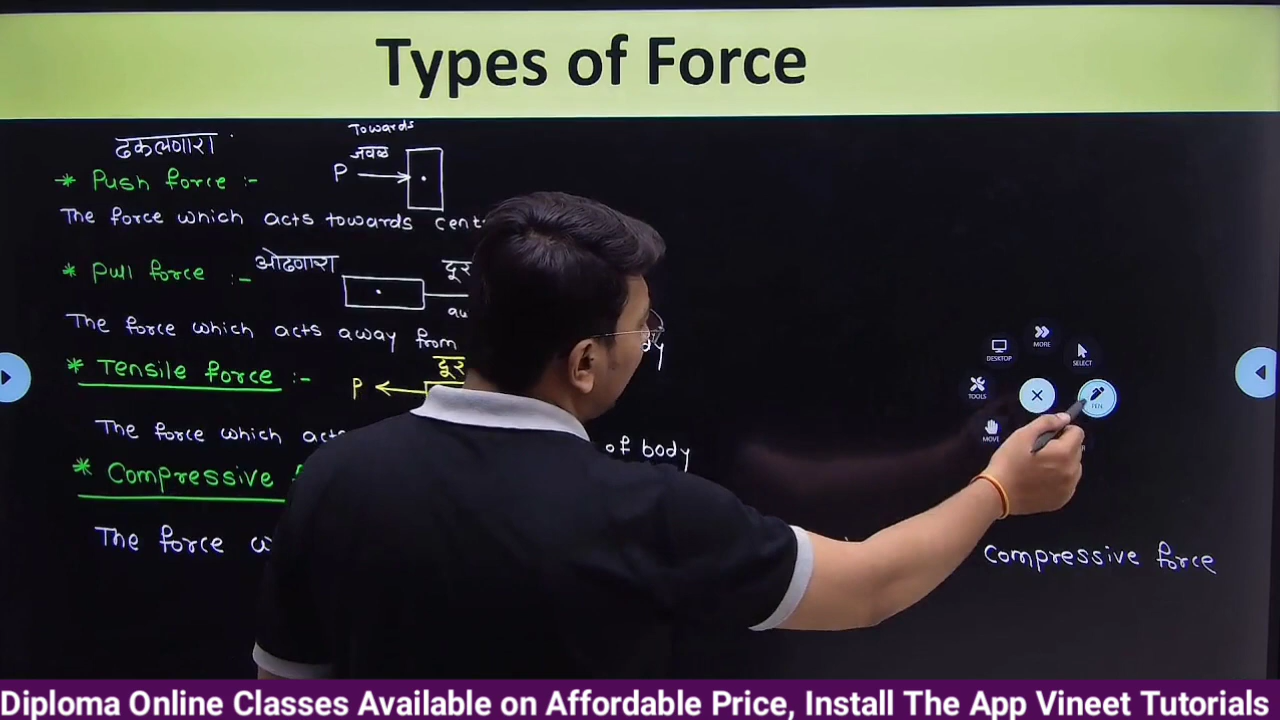 Types of Force
Towards
ढकलणारा
जवळ
P
* Push force :-
The force which acts towards
* Pull force :- ओढणारा
दूर
The force which acts away from
* Tensile force :-
दूर
P
The force which of body
* Compressive
The force
compressive force
MORE
DESKTOP
SELECT
TOOLS
PEN
MOVE
Diploma Online Classes Available on Affordable Price, Install The App Vineet Tutorials